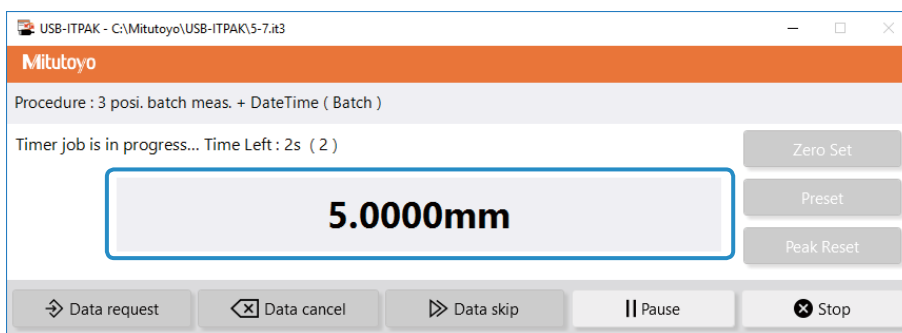 USB-ITPAK - C:\Mitutoyo\USB-ITPAK\5-7.it3
Mitutoyo
Procedure : 3 posi. batch meas. + DateTime ( Batch )
Timer job is in progress... Time Left : 2s ( 2 )
Zero Set
5.0000mm
Preset
Peak Reset
Data request
Data cancel
Data skip
Pause
Stop